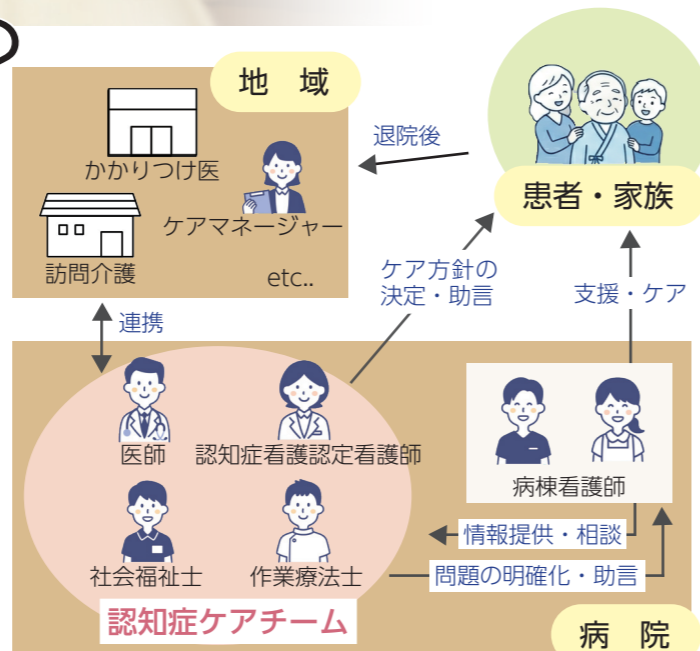 地 域
かかりつけ医
ケアマネージャー
訪問介護
etc..
退院後
患者・家族
ケア方針の
決定・助言
支援・ケア
連携
医師
認知症看護認定看護師
社会福祉士
作業療法士
認知症ケアチーム
病棟看護師
情報提供・相談
問題の明確化・助言
病 院